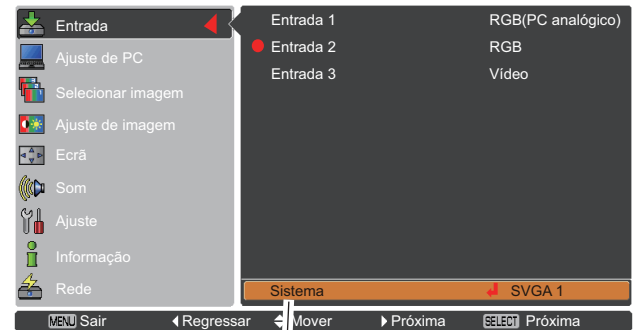 Entrada
Ajuste de PC
Selecionar imagem
Ajuste de imagem
Ecrã
Som
Ajuste
Informação
Rede
Entrada 1 RGB(PC analógico)
Entrada 2 RGB
Entrada 3 Vídeo
Sistema SVGA 1
MENU Sair Regressar Mover Próxima SELECT Próxima